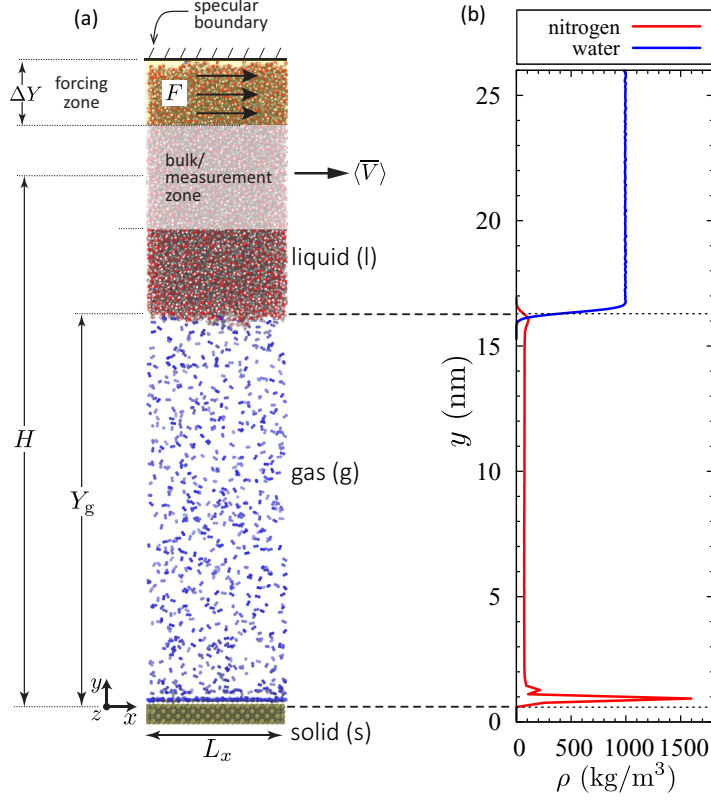 (a)
specular
boundary
forcing
zone
ΔY
F
bulk/
measurement
zone
⟨V̅⟩
liquid (l)
H
Y_g
gas (g)
y
z
x
solid (s)
L_x
(b)
nitrogen
water
25
20
15
10
5
0
y (nm)
0
500
1000
1500
ρ (kg/m³)